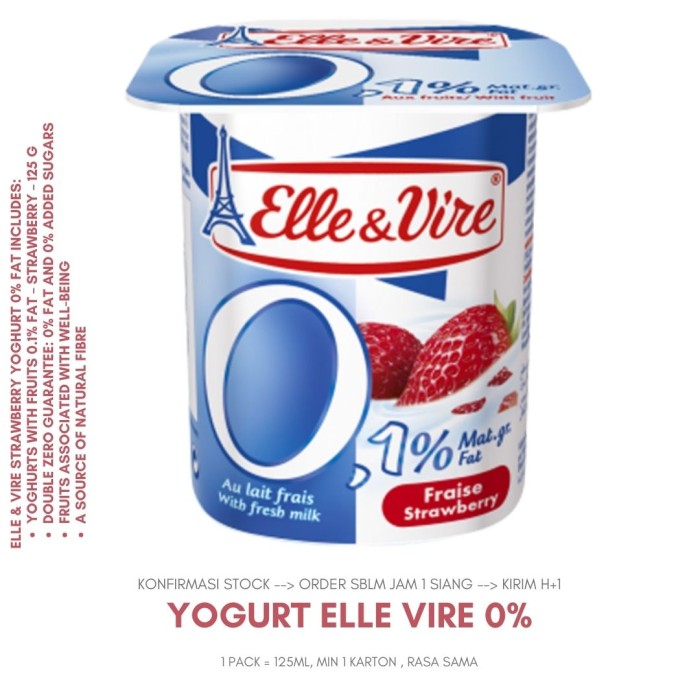 Elle & Vire
0,1% Mat.gr.
Fat
Aux fruits/With fruit
Elle & Vire®
0,1% Mat.gr.
Fat
Au lait frais
With fresh milk
Fraise
Strawberry
ELLE & VIRE STRAWBERRY YOGHURT 0% FAT INCLUDES:
• YOGHURTS WITH FRUITS 0.1% FAT - STRAWBERRY - 125 G
• DOUBLE ZERO GUARANTEE: 0% FAT AND 0% ADDED SUGARS
• FRUITS ASSOCIATED WITH WELL-BEING
• A SOURCE OF NATURAL FIBRE
KONFIRMASI STOCK --> ORDER SBLM JAM 1 SIANG --> KIRIM H+1
YOGURT ELLE VIRE 0%
1 PACK = 125ML, MIN 1 KARTON , RASA SAMA